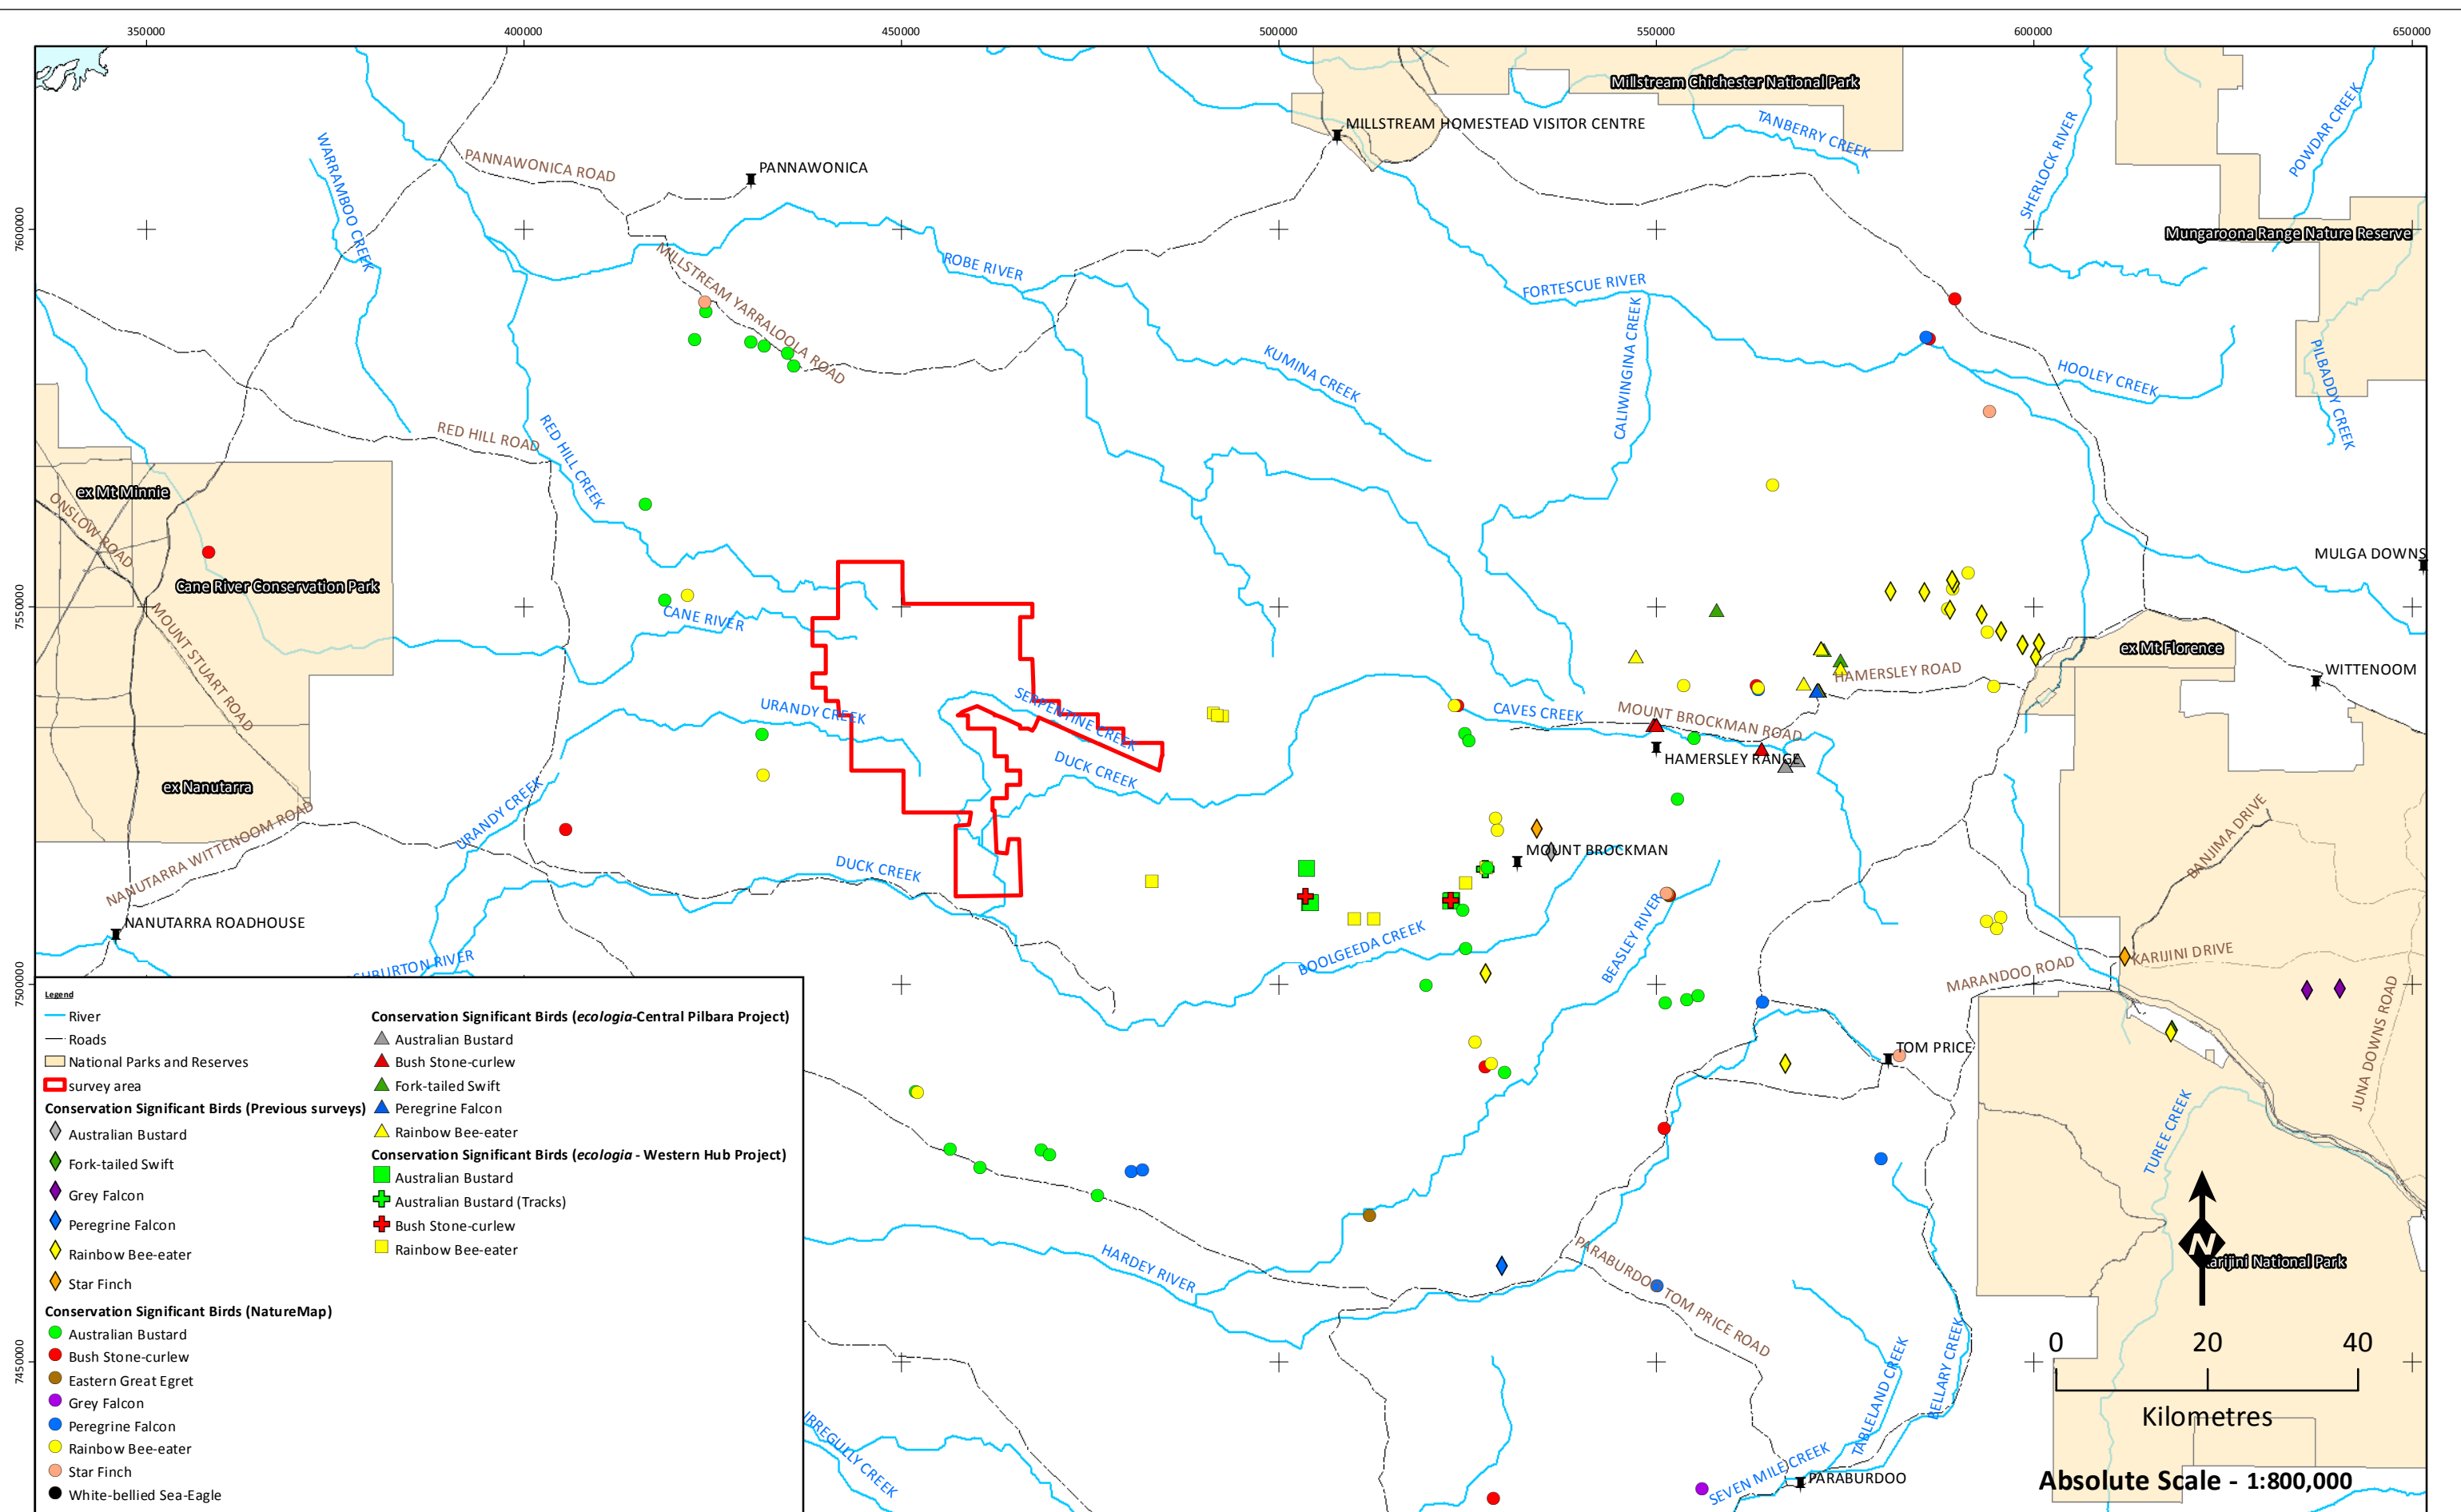 350000
400000
450000
500000
550000
600000
650000
7600000
7550000
7500000
7450000
Millstream Chichester National Park
MILLSTREAM HOMESTEAD VISITOR CENTRE
TANBERRY CREEK
SHERLOCK RIVER
POWDAR CREEK
WARRAMBOO CREEK
PANNAWONICA ROAD
PANNAWONICA
Mungaroona Range Nature Reserve
MILLSTREAM YARRALOOLA ROAD
ROBE RIVER
FORTESCUE RIVER
CALIWINGINA CREEK
KUMINA CREEK
HOOLEY CREEK
PILBADDY CREEK
RED HILL ROAD
RED HILL CREEK
ex Mt Minnie
ONSLOW ROAD
Cane River Conservation Park
MOUNT STUART ROAD
CANE RIVER
MULGA DOWNS
ex Mt Florence
WITTENOOM
HAMERSLEY ROAD
URANDY CREEK
SERPENTINE CREEK
DUCK CREEK
CAVES CREEK
MOUNT BROCKMAN ROAD
HAMERSLEY RANGE
ex Nanutarra
NANUTARRA WITTENOOM ROAD
URANDY CREEK
DUCK CREEK
MOUNT BROCKMAN
BANJIMA DRIVE
NANUTARRA ROADHOUSE
SHBURTON RIVER
BOOLGEEDA CREEK
BEASLEY RIVER
MARANDOO ROAD
KARIJINI DRIVE
JUNA DOWNS ROAD
TOM PRICE
TUREE CREEK
HARDEY RIVER
PARABURDOO TOM PRICE ROAD
arijini National Park
N
TABLELAND CREEK
BELLARY CREEK
IRREGULLY CREEK
SEVEN MILE CREEK
PARABURDOO
Legend
River
Roads
National Parks and Reserves
survey area
Conservation Significant Birds (Previous surveys)
Australian Bustard
Fork-tailed Swift
Grey Falcon
Peregrine Falcon
Rainbow Bee-eater
Star Finch
Conservation Significant Birds (NatureMap)
Australian Bustard
Bush Stone-curlew
Eastern Great Egret
Grey Falcon
Peregrine Falcon
Rainbow Bee-eater
Star Finch
White-bellied Sea-Eagle
Conservation Significant Birds (ecologia-Central Pilbara Project)
Australian Bustard
Bush Stone-curlew
Fork-tailed Swift
Peregrine Falcon
Rainbow Bee-eater
Conservation Significant Birds (ecologia - Western Hub Project)
Australian Bustard
Australian Bustard (Tracks)
Bush Stone-curlew
Rainbow Bee-eater
0 20 40
Kilometres
Absolute Scale - 1:800,000